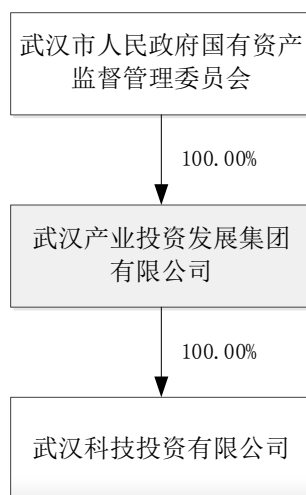 武汉市人民政府国有资产
监督管理委员会
100.00%
武汉产业投资发展集团
有限公司
100.00%
武汉科技投资有限公司